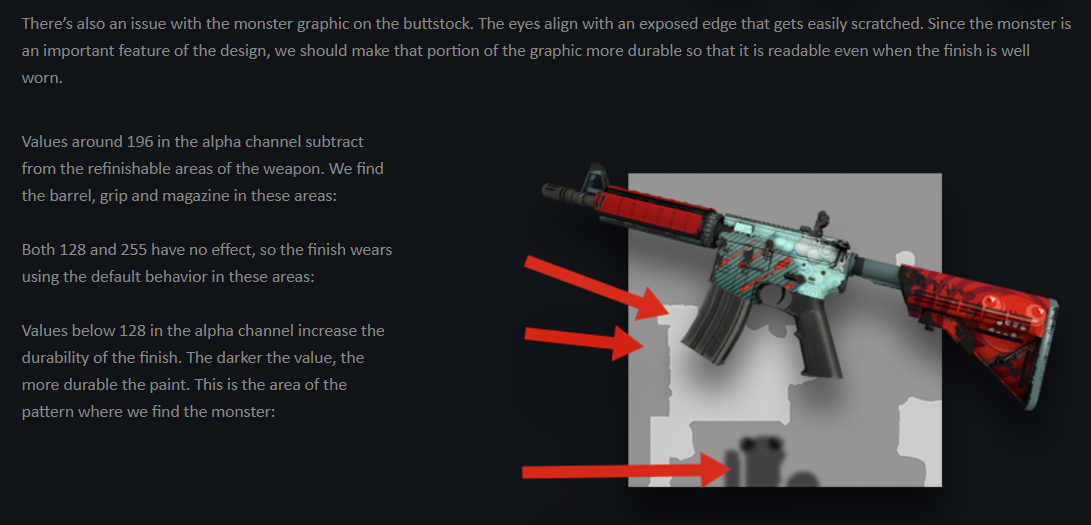 There's also an issue with the monster graphic on the buttstock. The eyes align with an exposed edge that gets easily scratched. Since the monster is
an important feature of the design, we should make that portion of the graphic more durable so that it is readable even when the finish is well
worn.
Values around 196 in the alpha channel subtract
from the refinishable areas of the weapon. We find
the barrel, grip and magazine in these areas:
Both 128 and 255 have no effect, so the finish wears
using the default behavior in these areas:
Values below 128 in the alpha channel increase the
durability of the finish. The darker the value, the
more durable the paint. This is the area of the
pattern where we find the monster: